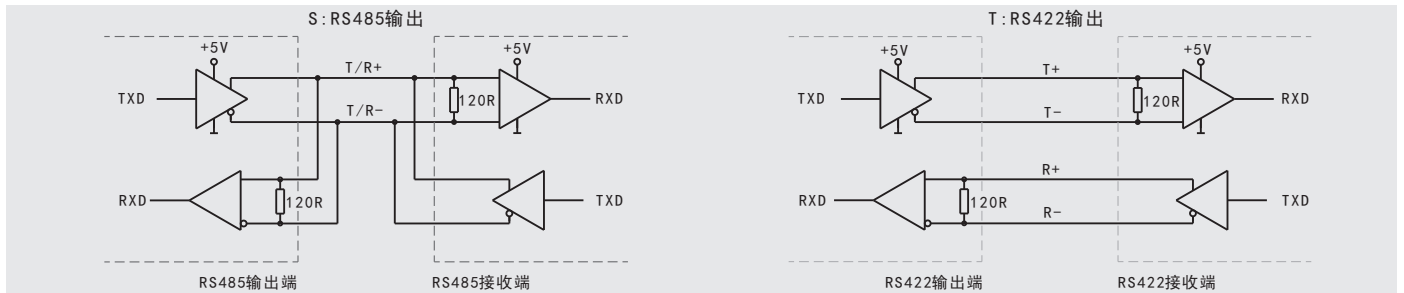 S:RS485输出
+5V
+5V
TXD
T/R+
120R
RXD
T/R-
RXD
120R
TXD
RS485输出端
RS485接收端
T:RS422输出
+5V
+5V
TXD
T+
120R
RXD
T-
R+
RXD
120R
TXD
R-
RS422输出端
RS422接收端